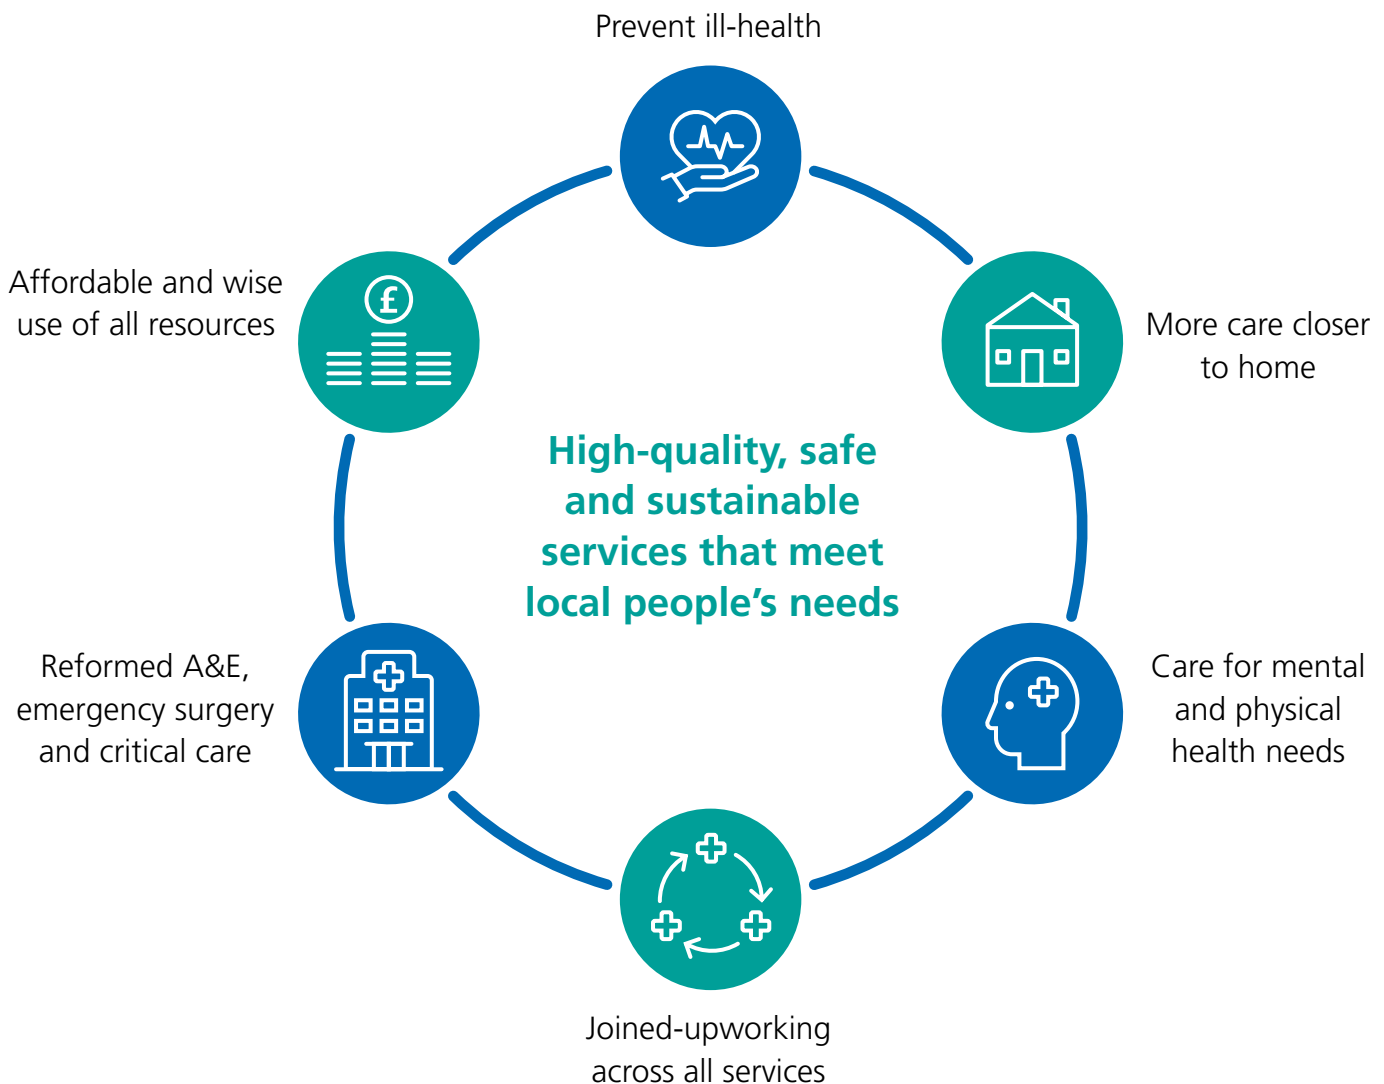 Prevent ill-health
Affordable and wise
use of all resources
£
More care closer
to home
High-quality, safe
and sustainable
services that meet
local people’s needs
Reformed A&E,
emergency surgery
and critical care
Care for mental
and physical
health needs
Joined-upworking
across all services